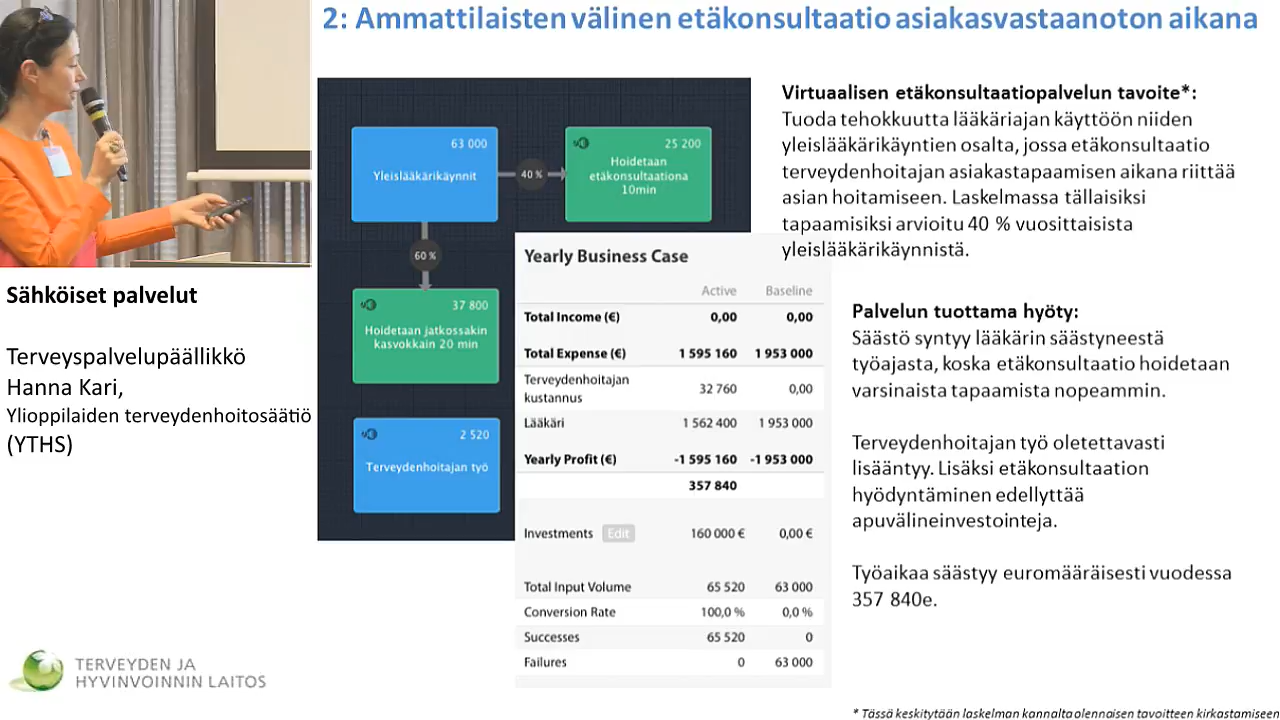 2: Ammattilaisten välinen etäkonsultaatio asiakasvastaanoton aikana
Sähköiset palvelut
Terveyspalvelupäällikkö
Hanna Kari,
Ylioppilaiden terveydenhoitosäätiö
(YTHS)
TERVEYDEN JA
HYVINVOINNIN LAITOS
63 000
Yleislääkärikäynnit
40 %
25 200
Hoidetaan
etäkonsultaationa
10min
60 %
37 800
Hoidetaan jatkossakin
kasvokkain 20 min
2 520
Terveydenhoitajan työ
Yearly Business Case
Active Baseline
Total Income (€) 0,00 0,00
Total Expense (€) 1 595 160 1 953 000
Terveydenhoitajan
kustannus 32 760 0,00
Lääkäri 1 562 400 1 953 000
Yearly Profit (€) -1 595 160 -1 953 000
357 840
Investments Edit 160 000 € 0,00 €
Total Input Volume 65 520 63 000
Conversion Rate 100,0 % 0,0 %
Successes 65 520 0
Failures 0 63 000
Virtuaalisen etäkonsultaatiopalvelun tavoite*:
Tuoda tehokkuutta lääkäriajan käyttöön niiden
yleislääkärikäyntien osalta, jossa etäkonsultaatio
terveydenhoitajan asiakastapaamisen aikana riittää
asian hoitamiseen. Laskelmassa tällaisiksi
tapaamisiksi arvioitu 40 % vuosittaisista
yleislääkärikäynnistä.
Palvelun tuottama hyöty:
Säästö syntyy lääkärin säästyneestä
työajasta, koska etäkonsultaatio hoidetaan
varsinaista tapaamista nopeammin.
Terveydenhoitajan työ oletettavasti
lisääntyy. Lisäksi etäkonsultaation
hyödyntäminen edellyttää
apuvälineinvestointeja.
Työaikaa säästyy euromääräisesti vuodessa
357 840e.
* Tässä keskitytään laskelman kannalta olennaisen tavoitteen kirkastamiseen